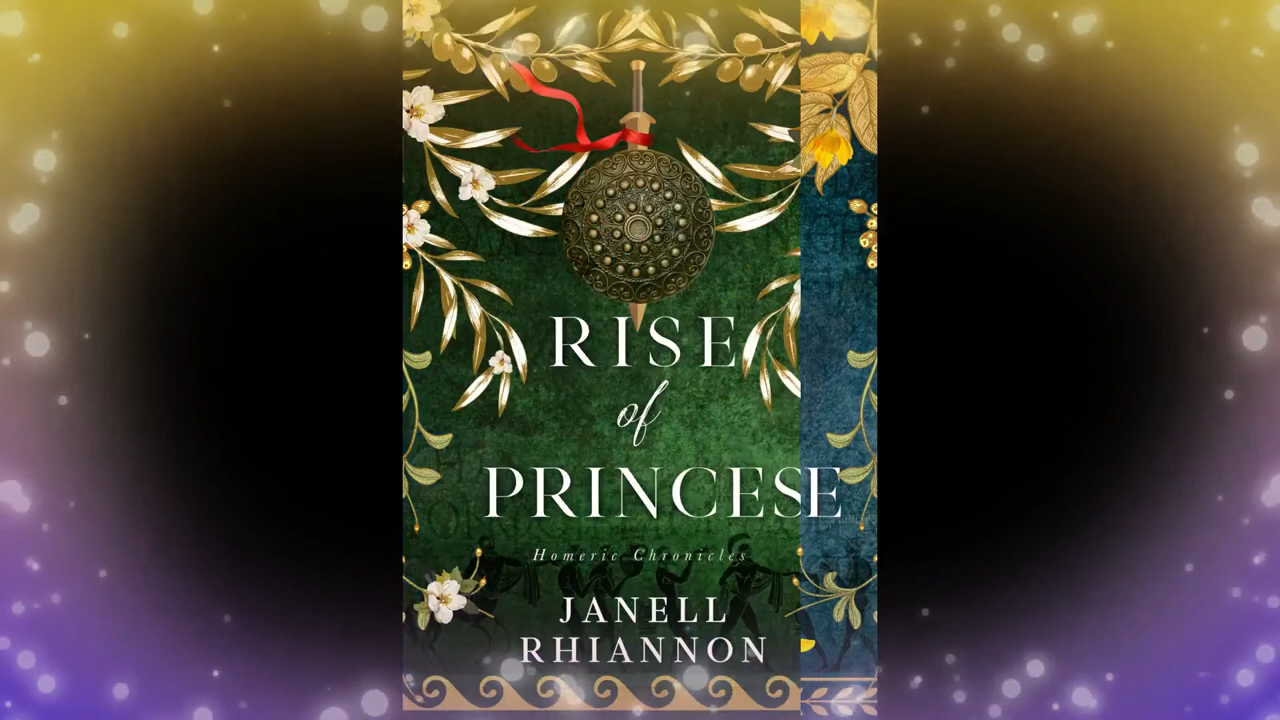 RISE
of
PRINCESE
Homeric Chronicles
JANELL
RHIANNON